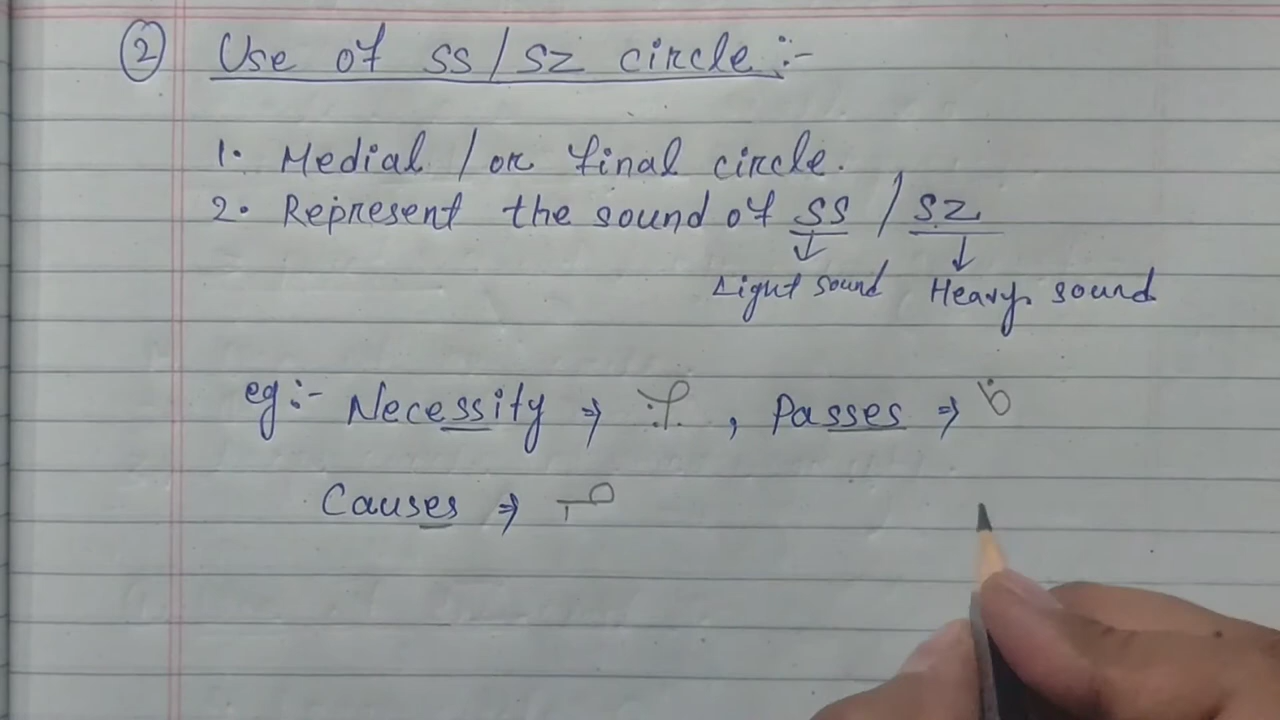 ② Use of ss/sz circle :-
1. Medial / or final circle.
2. Represent the sound of ss / sz
Light sound Heavy sound
eg :- Necessity ⇒ , Passes ⇒
Causes ⇒